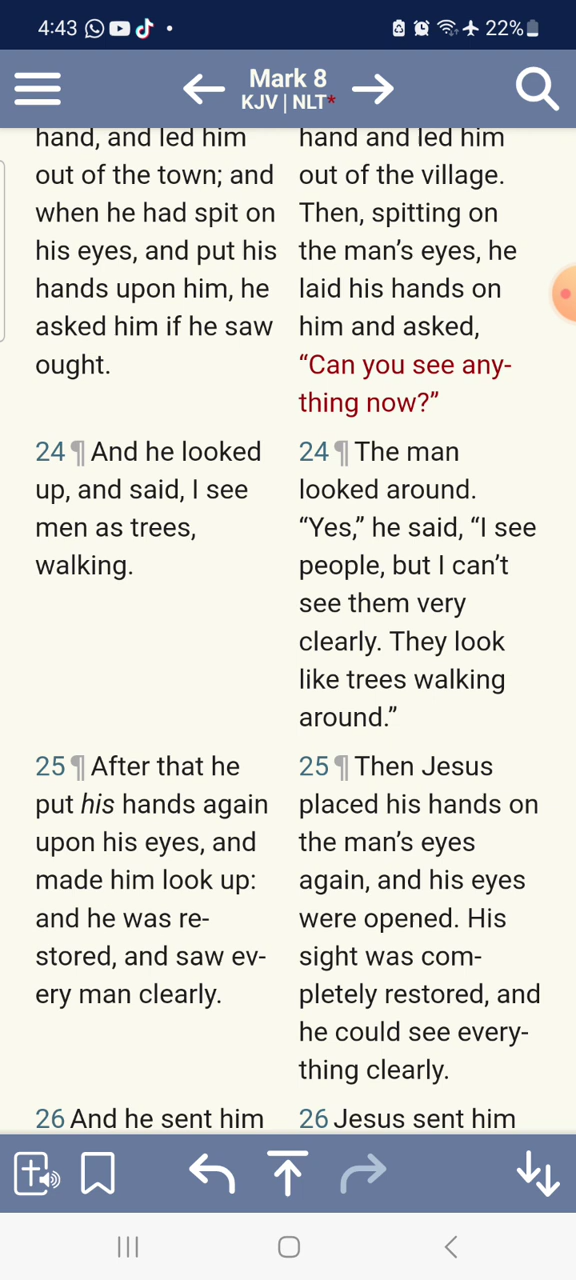 4:43
22%
Mark 8
KJV | NLT*
hand, and led him
out of the town; and
when he had spit on
his eyes, and put his
hands upon him, he
asked him if he saw
ought.
24 ¶ And he looked
up, and said, I see
men as trees,
walking.
25 ¶ After that he
put his hands again
upon his eyes, and
made him look up:
and he was re-
stored, and saw ev-
ery man clearly.
26 And he sent him
hand and led him
out of the village.
Then, spitting on
the man’s eyes, he
laid his hands on
him and asked,
“Can you see any-
thing now?”
24 ¶ The man
looked around.
“Yes,” he said, “I see
people, but I can’t
see them very
clearly. They look
like trees walking
around.”
25 ¶ Then Jesus
placed his hands on
the man’s eyes
again, and his eyes
were opened. His
sight was com-
pletely restored, and
he could see every-
thing clearly.
26 Jesus sent him